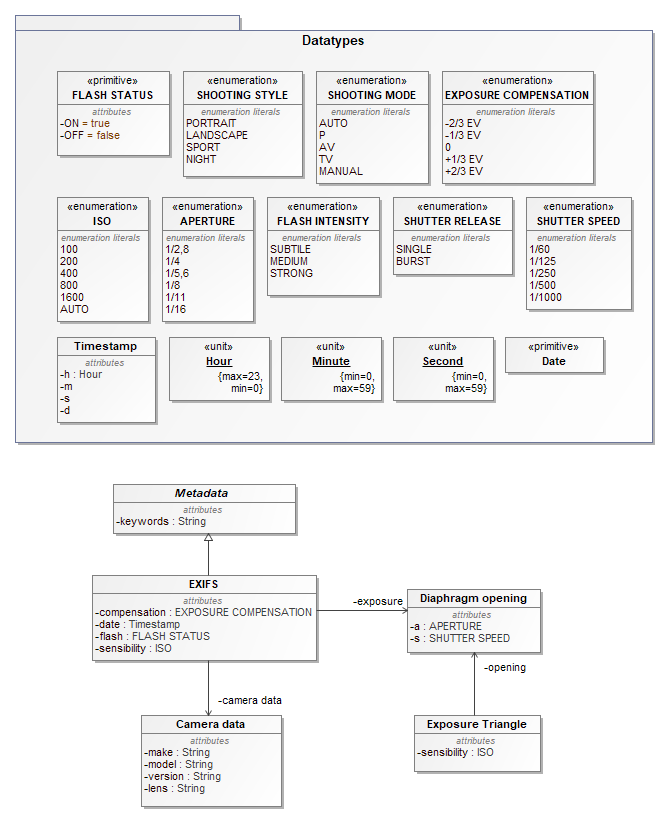 Datatypes
«primitive»
FLASH STATUS
attributes
-ON = true
-OFF = false
«enumeration»
SHOOTING STYLE
enumeration literals
PORTRAIT
LANDSCAPE
SPORT
NIGHT
«enumeration»
SHOOTING MODE
enumeration literals
AUTO
P
AV
TV
MANUAL
«enumeration»
EXPOSURE COMPENSATION
enumeration literals
-2/3 EV
-1/3 EV
0
+1/3 EV
+2/3 EV
«enumeration»
ISO
enumeration literals
100
200
400
800
1600
AUTO
«enumeration»
APERTURE
enumeration literals
1/2,8
1/4
1/5,6
1/8
1/11
1/16
«enumeration»
FLASH INTENSITY
enumeration literals
SUBTILE
MEDIUM
STRONG
«enumeration»
SHUTTER RELEASE
enumeration literals
SINGLE
BURST
«enumeration»
SHUTTER SPEED
enumeration literals
1/60
1/125
1/250
1/500
1/1000
Timestamp
attributes
-h : Hour
-m
-s
-d
«unit»
Hour
{max=23,
min=0}
«unit»
Minute
{min=0,
max=59}
«unit»
Second
{min=0,
max=59}
«primitive»
Date
Metadata
attributes
-keywords : String
EXIFS
attributes
-compensation : EXPOSURE COMPENSATION
-date : Timestamp
-flash : FLASH STATUS
-sensibility : ISO
-exposure
Diaphragm opening
attributes
-a : APERTURE
-s : SHUTTER SPEED
-opening
-camera data
Camera data
attributes
-make : String
-model : String
-version : String
-lens : String
Exposure Triangle
attributes
-sensibility : ISO